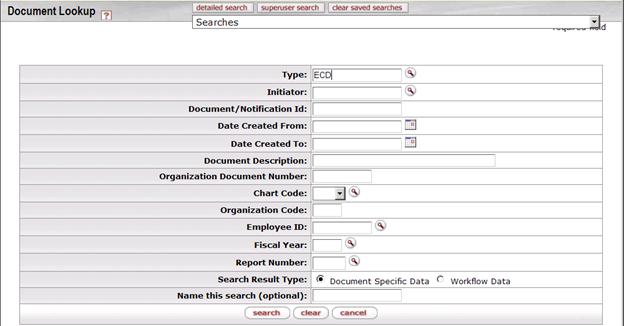 Document Lookup ?
detailed search superuser search clear saved searches
Searches
required field
Type: ECD
Initiator:
Document/Notification Id:
Date Created From:
Date Created To:
Document Description:
Organization Document Number:
Chart Code:
Organization Code:
Employee ID:
Fiscal Year:
Report Number:
Search Result Type: Document Specific Data Workflow Data
Name this search (optional):
search clear cancel